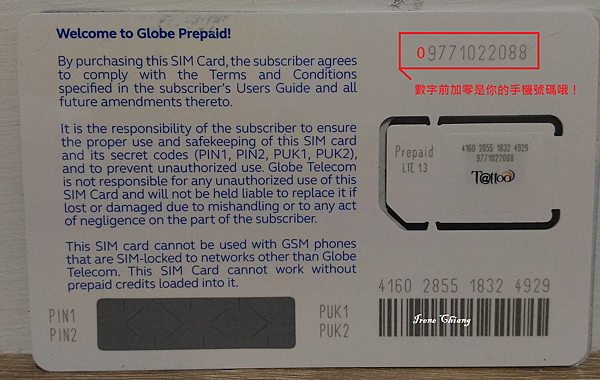 Welcome to Globe Prepaid!
By purchasing this SIM Card, the subscriber agrees
to comply with the Terms and Conditions
specified in the subscriber's Users Guide and all
future amendments thereto.
It is the responsibility of the subscriber to ensure
the proper use and safekeeping of this SIM card
and its secret codes (PIN1, PIN2, PUK1, PUK2),
and to prevent unauthorized use. Globe Telecom
is not responsible for any unauthorized use of this
SIM Card and will not be held liable to replace it if
lost or damaged due to mishandling or to any act
of negligence on the part of the subscriber.
This SIM card cannot be used with GSM phones
that are SIM-locked to networks other than Globe
Telecom. This SIM Card cannot work without
prepaid credits loaded into it.
PIN1
PIN2
PUK1
PUK2
09771022088
數字前加零是你的手機號碼哦！
Prepaid
LTE 1.3
4160 2855 1832 4929
9771022088
T@ttoo
4160 2855 1832 4929
Irene Chiang